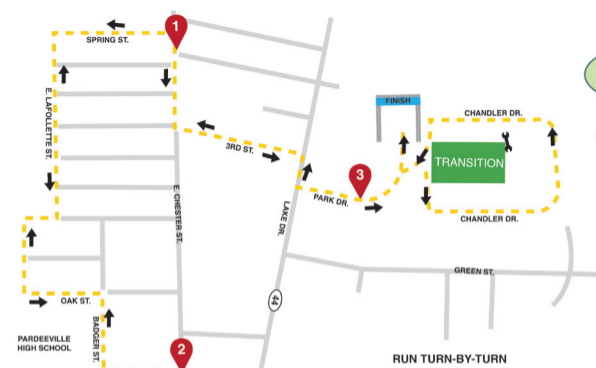 1
SPRING ST.
E. LAFOLLETTE ST.
FINISH
CHANDLER DR.
3RD ST.
TRANSITION
3
PARK DR.
E. CHESTER ST.
LAKE DR.
CHANDLER DR.
GREEN ST.
44
OAK ST.
BADGER ST.
PARDEEVILLE
HIGH SCHOOL
2
RUN TURN-BY-TURN